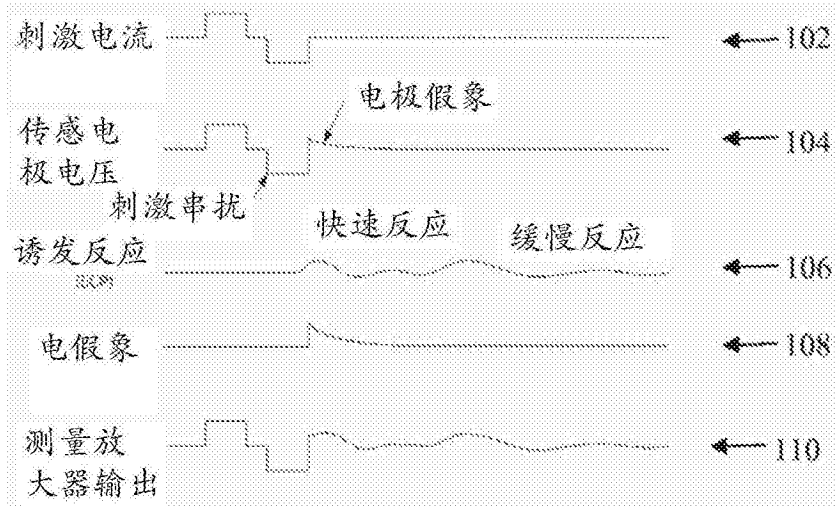 刺激电流
102
电极假象
传感电
极电压
104
刺激串扰
快速反应
缓慢反应
诱发反应
106
电假象
108
测量放
大器输出
110